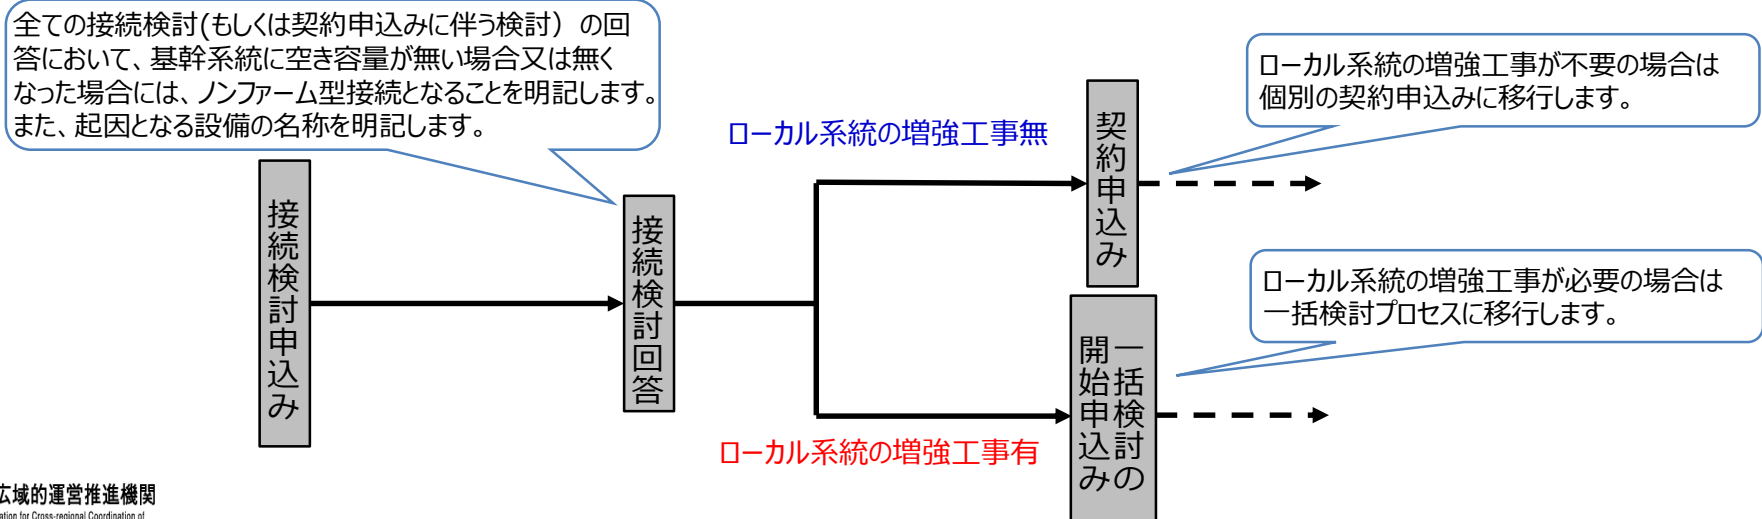 全ての接続検討(もしくは契約申込みに伴う検討）の回
答において、基幹系統に空き容量が無い場合又は無く
なった場合には、ノンファーム型接続となることを明記します。
また、起因となる設備の名称を明記します。
ローカル系統の増強工事が不要の場合は
個別の契約申込みに移行します。
ローカル系統の増強工事無
契約申込み
接続検討申込み
接続検討回答
ローカル系統の増強工事が必要の場合は
一括検討プロセスに移行します。
一括検討の
開始申込み
ローカル系統の増強工事有
広域的運営推進機関
for Cross-regional Coordination of